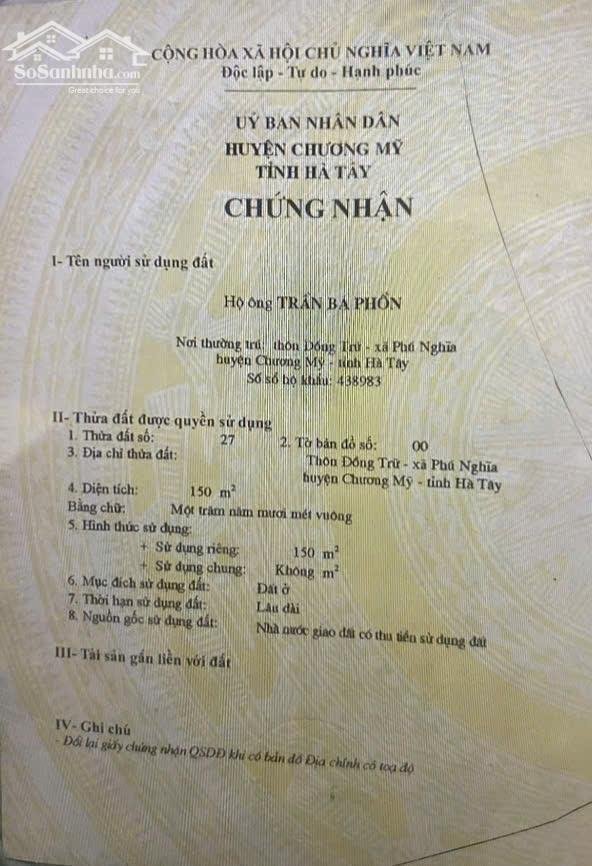 SoSanhnha.com
Great choice for you
CỘNG HÒA XÃ HỘI CHỦ NGHĨA VIỆT NAM
Độc lập - Tự do - Hạnh phúc
UỶ BAN NHÂN DÂN
HUYỆN CHƯƠNG MỸ
TỈNH HÀ TÂY
CHỨNG NHẬN
I- Tên người sử dụng đất
Hộ ông TRẦN BÁ PHỒN
Nơi thường trú: thôn Đồng Trữ - xã Phú Nghĩa
huyện Chương Mỹ - tỉnh Hà Tây
Số sổ hộ khẩu: 438983
II- Thửa đất được quyền sử dụng
1. Thửa đất số: 27 2. Tờ bản đồ số: 00
3. Địa chỉ thửa đất: Thôn Đồng Trữ - xã Phú Nghĩa
huyện Chương Mỹ - tỉnh Hà Tây
4. Diện tích: 150 m²
Bằng chữ: Một trăm năm mươi mét vuông
5. Hình thức sử dụng:
+ Sử dụng riêng: 150 m²
+ Sử dụng chung: Không m²
6. Mục đích sử dụng đất: Đất ở
7. Thời hạn sử dụng đất: Lâu dài
8. Nguồn gốc sử dụng đất: Nhà nước giao đất có thu tiền sử dụng đất
III- Tài sản gắn liền với đất
IV- Ghi chú
- Đổi lại giấy chứng nhận QSDĐ khi có bản đồ Địa chính có toạ độ